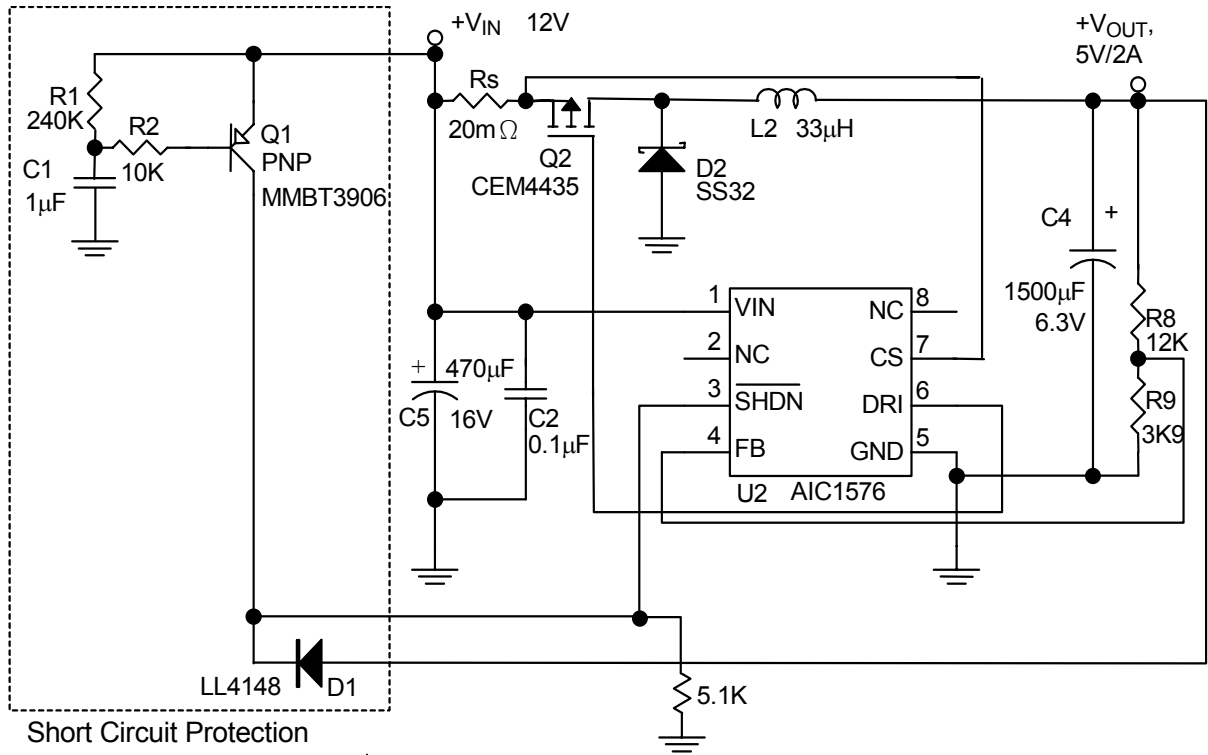 +VIN 12V
+VOUT,
5V/2A
R1
240K
R2
10K
C1
1µF
Q1
PNP
MMBT3906
Rs
20mΩ
Q2
CEM4435
L2 33µH
D2
SS32
C4 +
1500µF
6.3V
R8
12K
R9
3K9
1 VIN
NC 8
2 NC
CS 7
3 SHDN
DRI 6
4 FB
GND 5
U2 AIC1576
+ 470µF
C5 16V
C2
0.1µF
LL4148 D1
5.1K
Short Circuit Protection